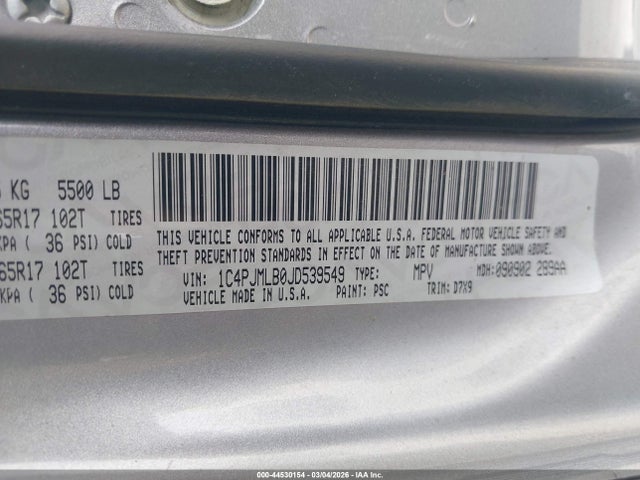 KG 5500 LB
65R17 102T TIRES
KPA ( 36 PSI) COLD
65R17 102T TIRES
KPA ( 36 PSI) COLD
THIS VEHICLE CONFORMS TO ALL APPLICABLE U.S.A. FEDERAL MOTOR VEHICLE SAFETY AND
THEFT PREVENTION STANDARDS IN EFFECT ON THE DATE OF MANUFACTURE SHOWN ABOVE.
VIN: 1C4PJMLB0JD539549 TYPE: MPV MDH: 090902 289AA
VEHICLE MADE IN U.S.A. PAINT: PSC TRIM: D7X9
000-44530154 - 03/04/2026 - IAA Inc.